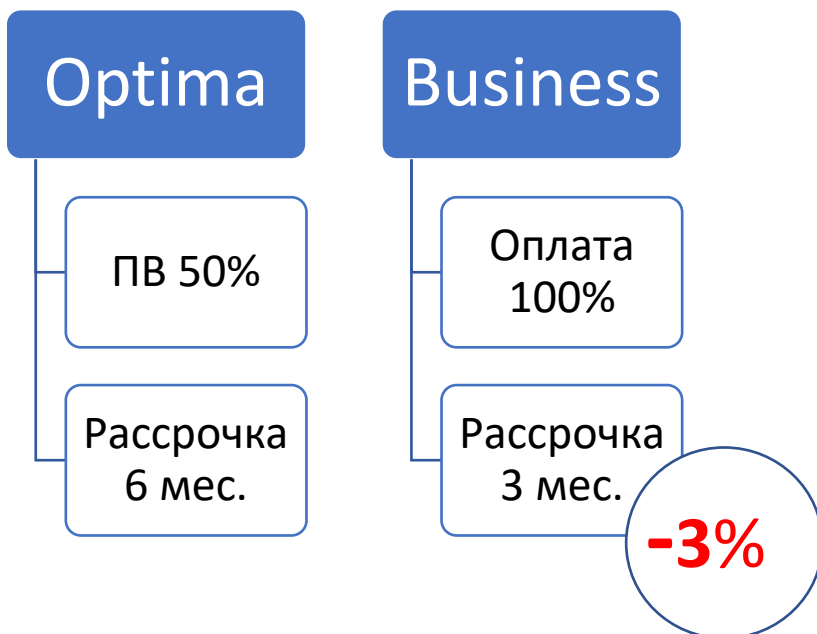 Optima
ПВ 50%
Рассрочка
6 мес.
Business
Оплата
100%
Рассрочка
3 мес.
-3%